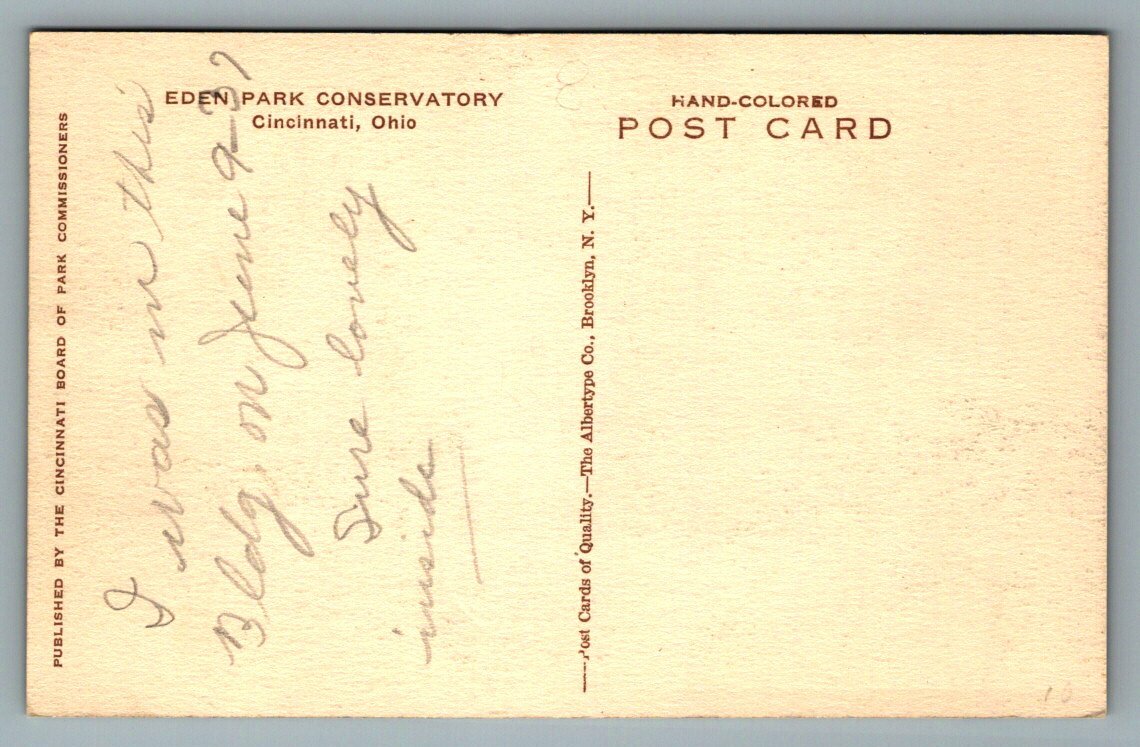 EDEN PARK CONSERVATORY
Cincinnati, Ohio
HAND-COLORED
POST CARD
PUBLISHED BY THE CINCINNATI BOARD OF PARK COMMISSIONERS
I was in this
Bldg, on June 9-37
Sure lovely
inside
Post Cards of Quality.—The Albertype Co., Brooklyn, N. Y.